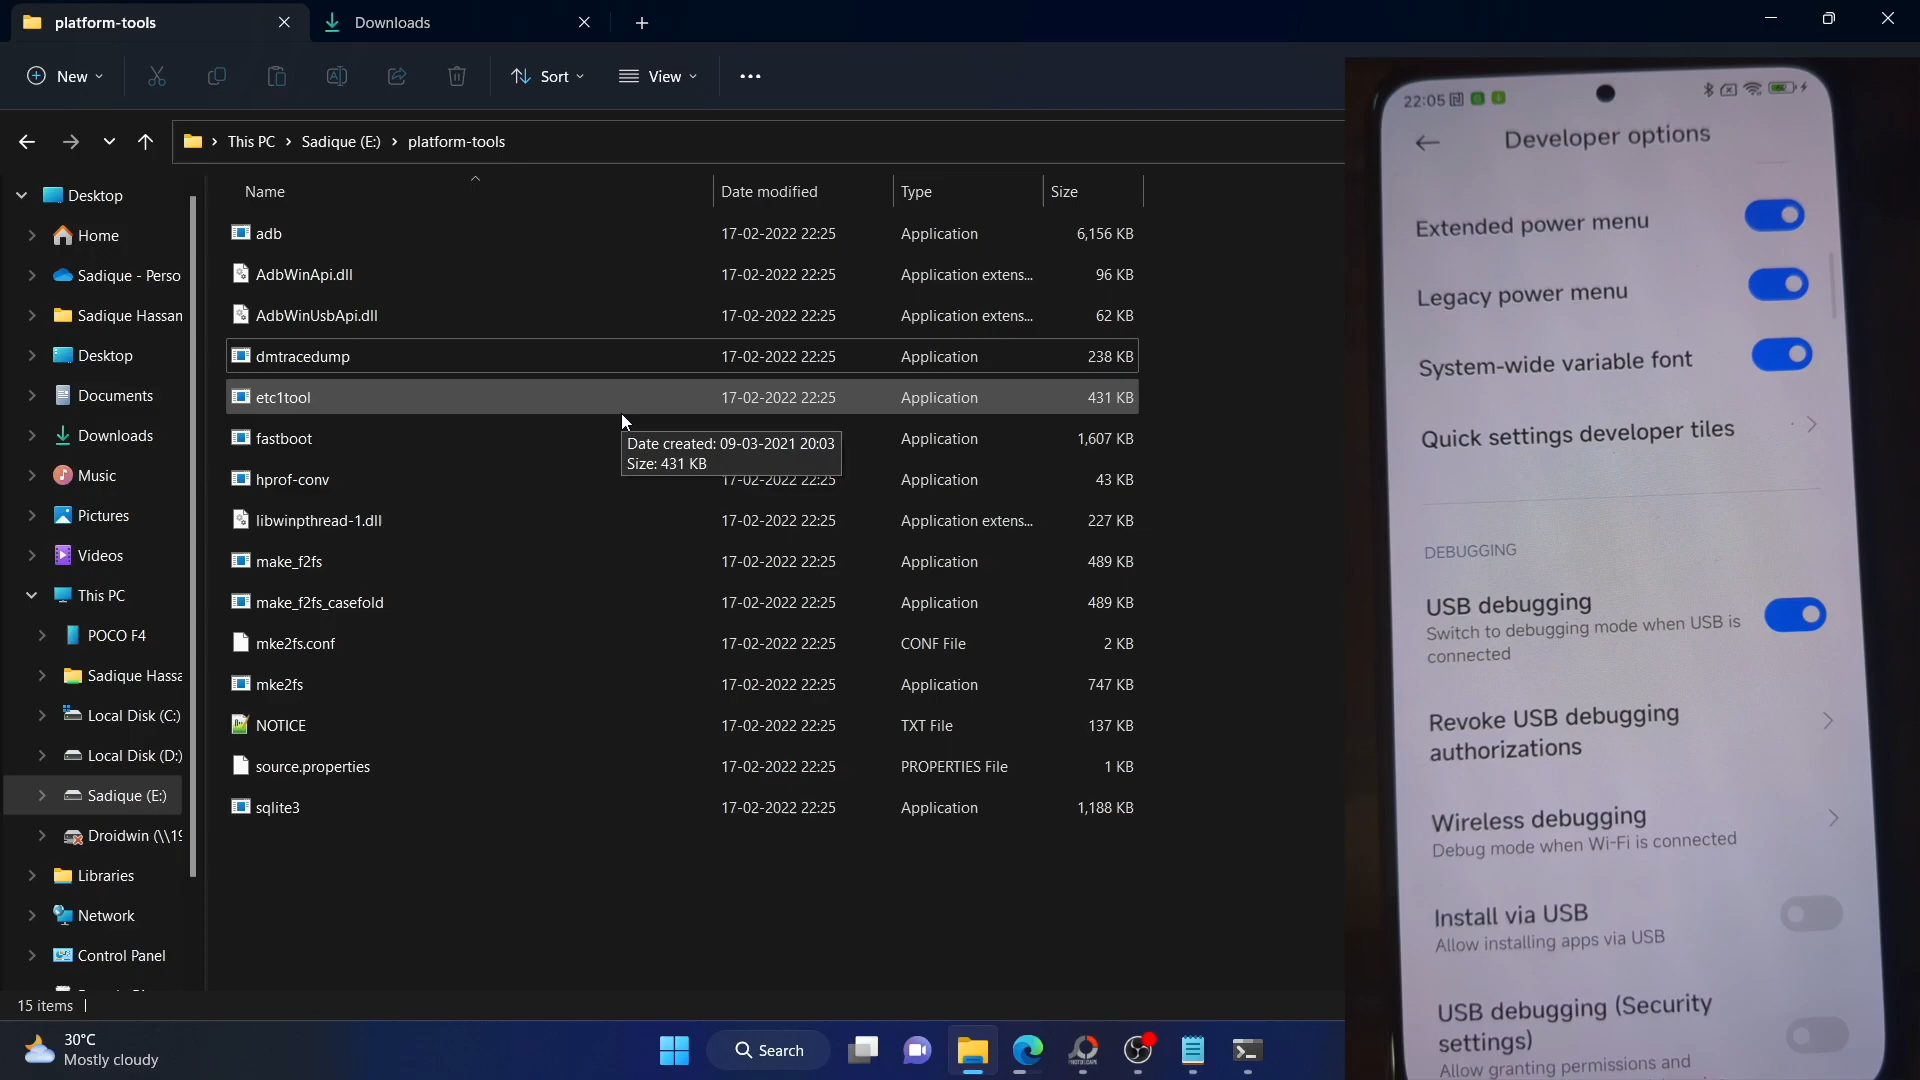 platform-tools
Downloads
New
Sort
View
This PC > Sadique (E:) > platform-tools
Name
Date modified
Type
Size
adb 17-02-2022 22:25 Application 6,156 KB
AdbWinApi.dll 17-02-2022 22:25 Application extens... 96 KB
AdbWinUsbApi.dll 17-02-2022 22:25 Application extens... 62 KB
dmtracedump 17-02-2022 22:25 Application 238 KB
etc1tool 17-02-2022 22:25 Application 431 KB
fastboot Application 1,607 KB
Date created: 09-03-2021 20:03
Size: 431 KB
hprof-conv 17-02-2022 22:25 Application 43 KB
libwinpthread-1.dll 17-02-2022 22:25 Application extens... 227 KB
make_f2fs 17-02-2022 22:25 Application 489 KB
make_f2fs_casefold 17-02-2022 22:25 Application 489 KB
mke2fs.conf 17-02-2022 22:25 CONF File 2 KB
mke2fs 17-02-2022 22:25 Application 747 KB
NOTICE 17-02-2022 22:25 TXT File 137 KB
source.properties 17-02-2022 22:25 PROPERTIES File 1 KB
sqlite3 17-02-2022 22:25 Application 1,188 KB
Desktop
Home
Sadique - Perso
Sadique Hassan
Desktop
Documents
Downloads
Music
Pictures
Videos
This PC
POCO F4
Sadique Hassa
Local Disk (C:)
Local Disk (D:)
Sadique (E:)
Droidwin (\\19
Libraries
Network
Control Panel
15 items
30°C
Mostly cloudy
Search
22:05
Developer options
Extended power menu
Legacy power menu
System-wide variable font
Quick settings developer tiles
DEBUGGING
USB debugging
Switch to debugging mode when USB is
connected
Revoke USB debugging
authorizations
Wireless debugging
Debug mode when Wi-Fi is connected
Install via USB
Allow installing apps via USB
USB debugging (Security
settings)
Allow granting permissions and